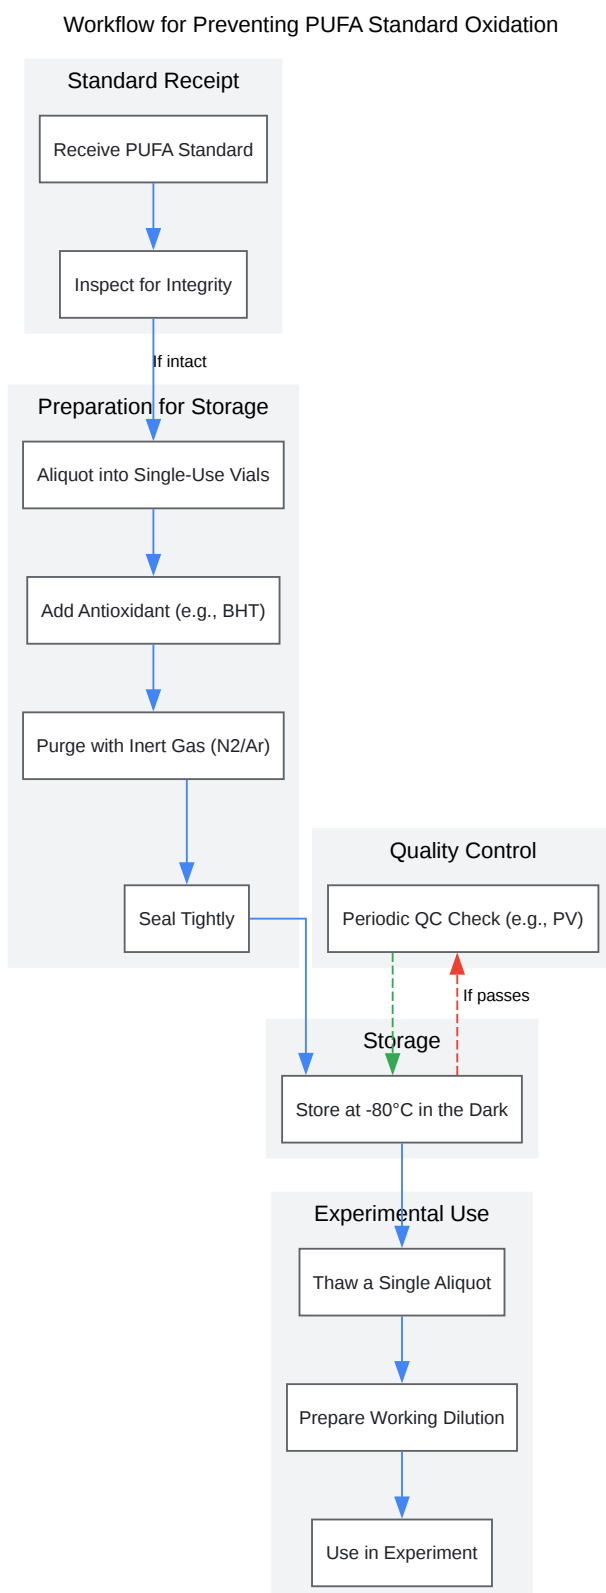 Workflow for Preventing PUFA Standard Oxidation
Standard Receipt
Receive PUFA Standard
Inspect for Integrity
If intact
Preparation for Storage
Aliquot into Single-Use Vials
Add Antioxidant (e.g., BHT)
Purge with Inert Gas (N2/Ar)
Seal Tightly
Quality Control
Periodic QC Check (e.g., PV)
If passes
Storage
Store at -80°C in the Dark
Experimental Use
Thaw a Single Aliquot
Prepare Working Dilution
Use in Experiment